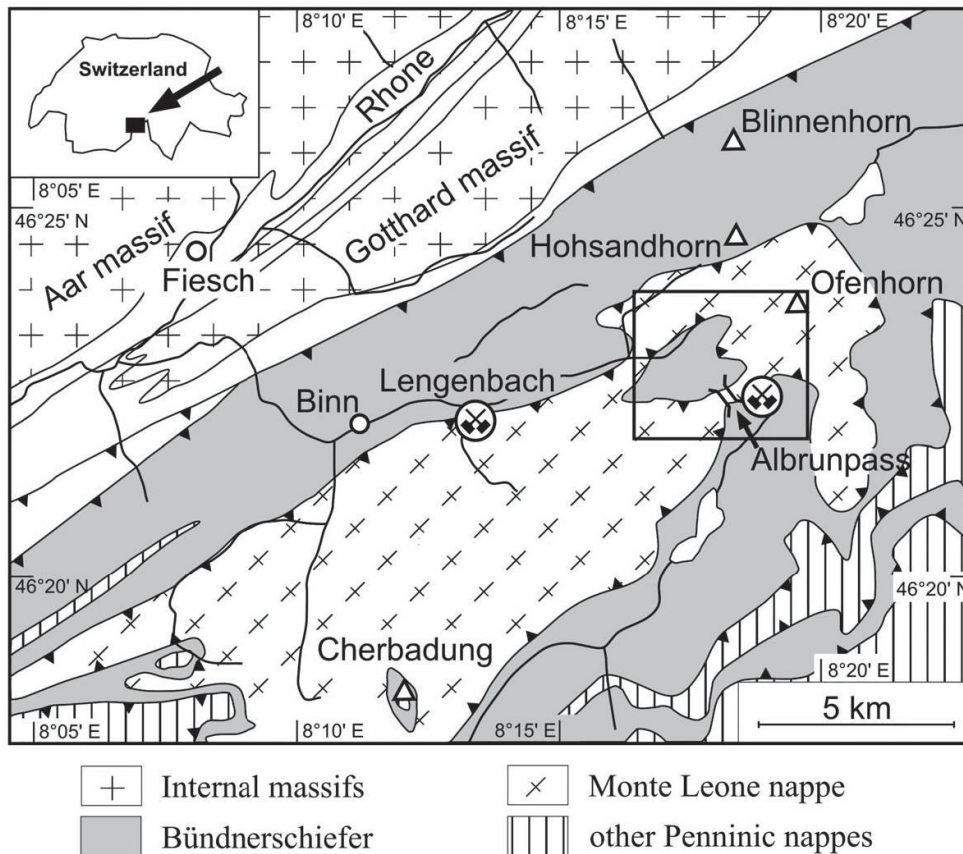 8°10' E
8°15' E
8°20' E
Switzerland
Rhone
Blinnenhorn
8°05' E
46°25' N
46°25' N
Aar massif
Gotthard massif
Hohsandhorn
Fiesch
Ofenhorn
Lengenbach
Binn
Albrunpass
46°20' N
46°20' N
Cherbadung
8°20' E
5 km
8°05' E
8°10' E
8°15' E
Internal massifs
Monte Leone nappe
Bündnerschiefer
other Penninic nappes